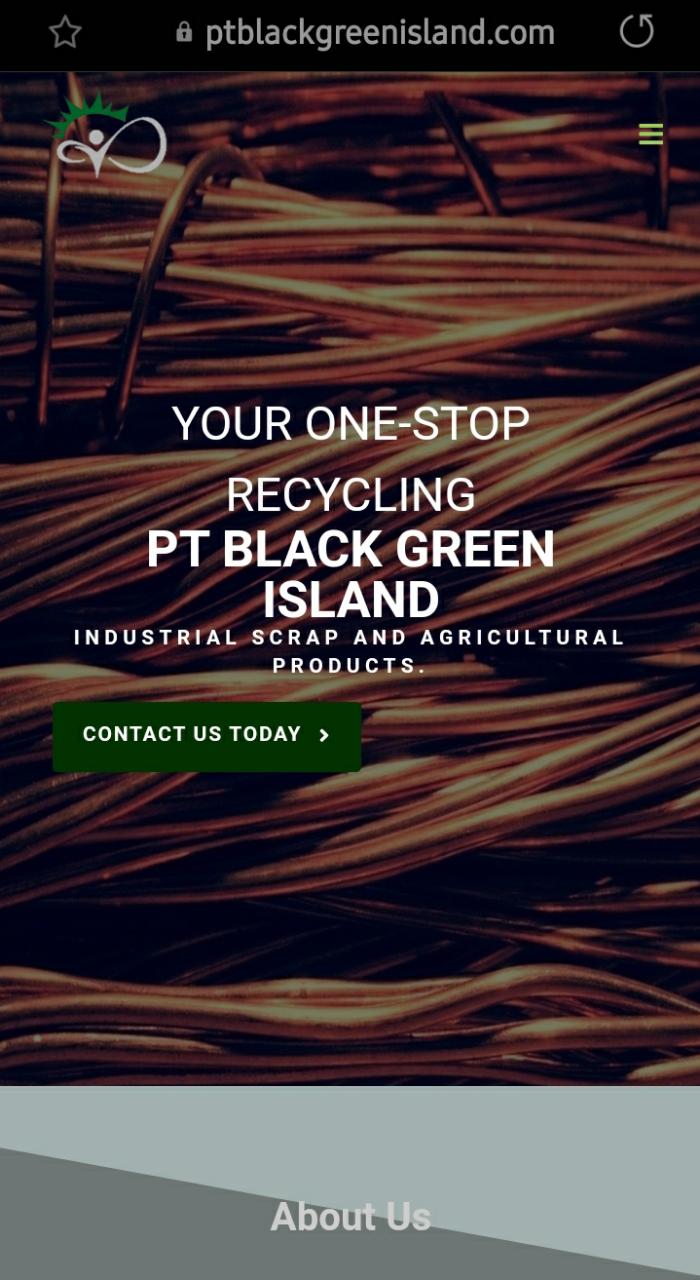 ptblackgreenisland.com
YOUR ONE-STOP
RECYCLING
PT BLACK GREEN
ISLAND
INDUSTRIAL SCRAP AND AGRICULTURAL
PRODUCTS.
CONTACT US TODAY
About Us